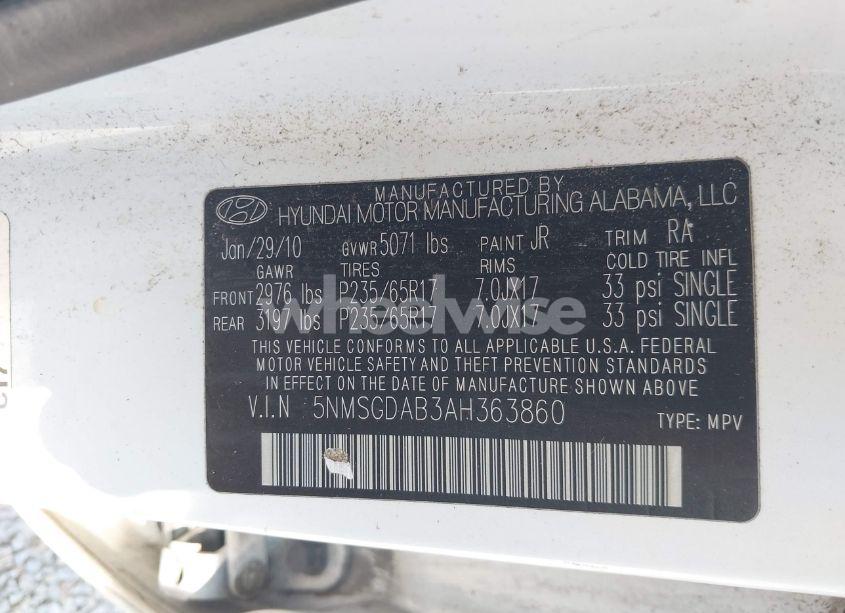 MANUFACTURED BY
HYUNDAI MOTOR MANUFACTURING ALABAMA, LLC
Jan/29/10 GVWR 5071 lbs PAINT JR TRIM RA
GAWR TIRES RIMS COLD TIRE INFL
FRONT 2976 lbs P235/65R17 7.0JX17 33 psi SINGLE
REAR 3197 lbs P235/65R17 7.0JX17 33 psi SINGLE
wheelwise
THIS VEHICLE CONFORMS TO ALL APPLICABLE U.S.A. FEDERAL
MOTOR VEHICLE SAFETY AND THEFT PREVENTION STANDARDS
IN EFFECT ON THE DATE OF MANUFACTURE SHOWN ABOVE
V.I.N 5NMSGDAB3AH363860 TYPE: MPV